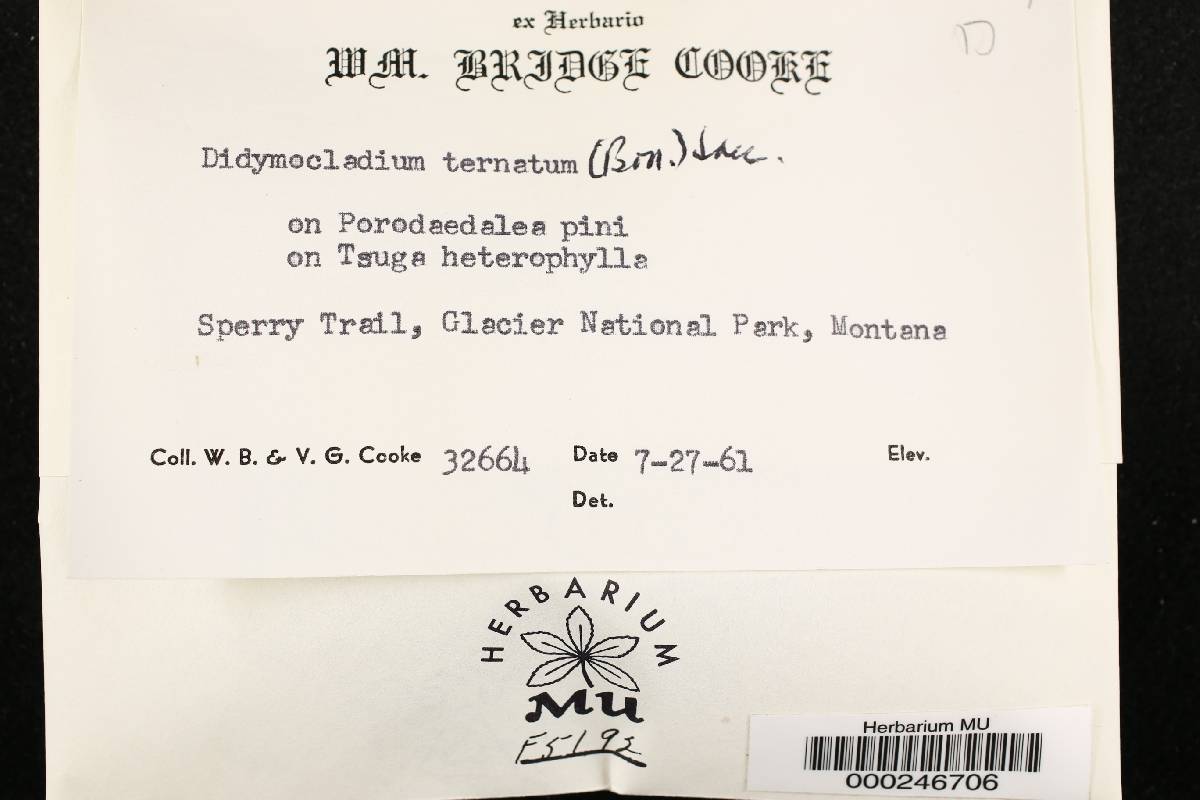 ex Herbario
WM. BRIDGE COOKE
Didymocladium ternatum (Bon.) Sacc.
on Porodaedalea pini
on Tsuga heterophylla
Sperry Trail, Glacier National Park, Montana
Coll. W. B. & V. G. Cooke 32664 Date 7-27-61 Elev.
Det.
HERBARIUM
MU
F5195
Herbarium MU
000246706